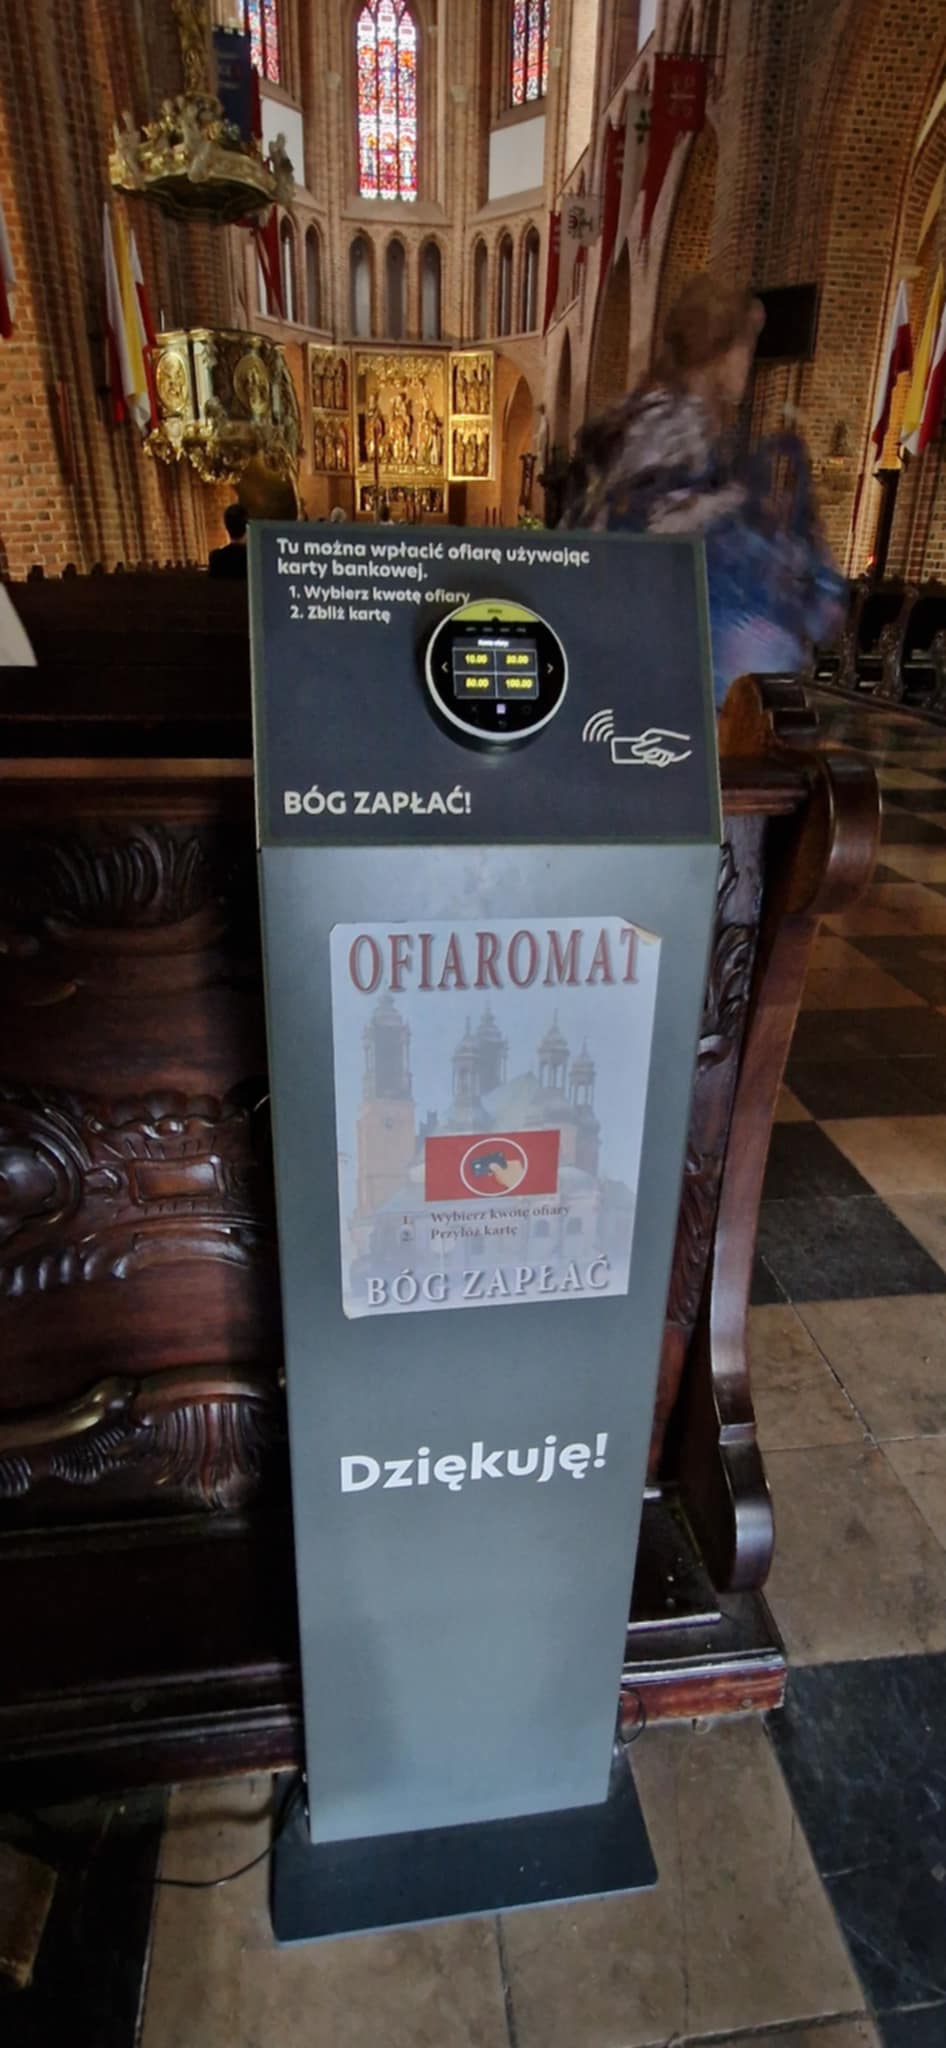 Tu można wpłacić ofiarę używając
karty bankowej.
1. Wybierz kwotę ofiary
2. Zbliż kartę
10.00 20.00
50.00 100.00
BÓG ZAPŁAĆ!
OFIAROMAT
1. Wybierz kwotę ofiary
2. Przyłóż kartę
BÓG ZAPŁAĆ
Dziękuję!